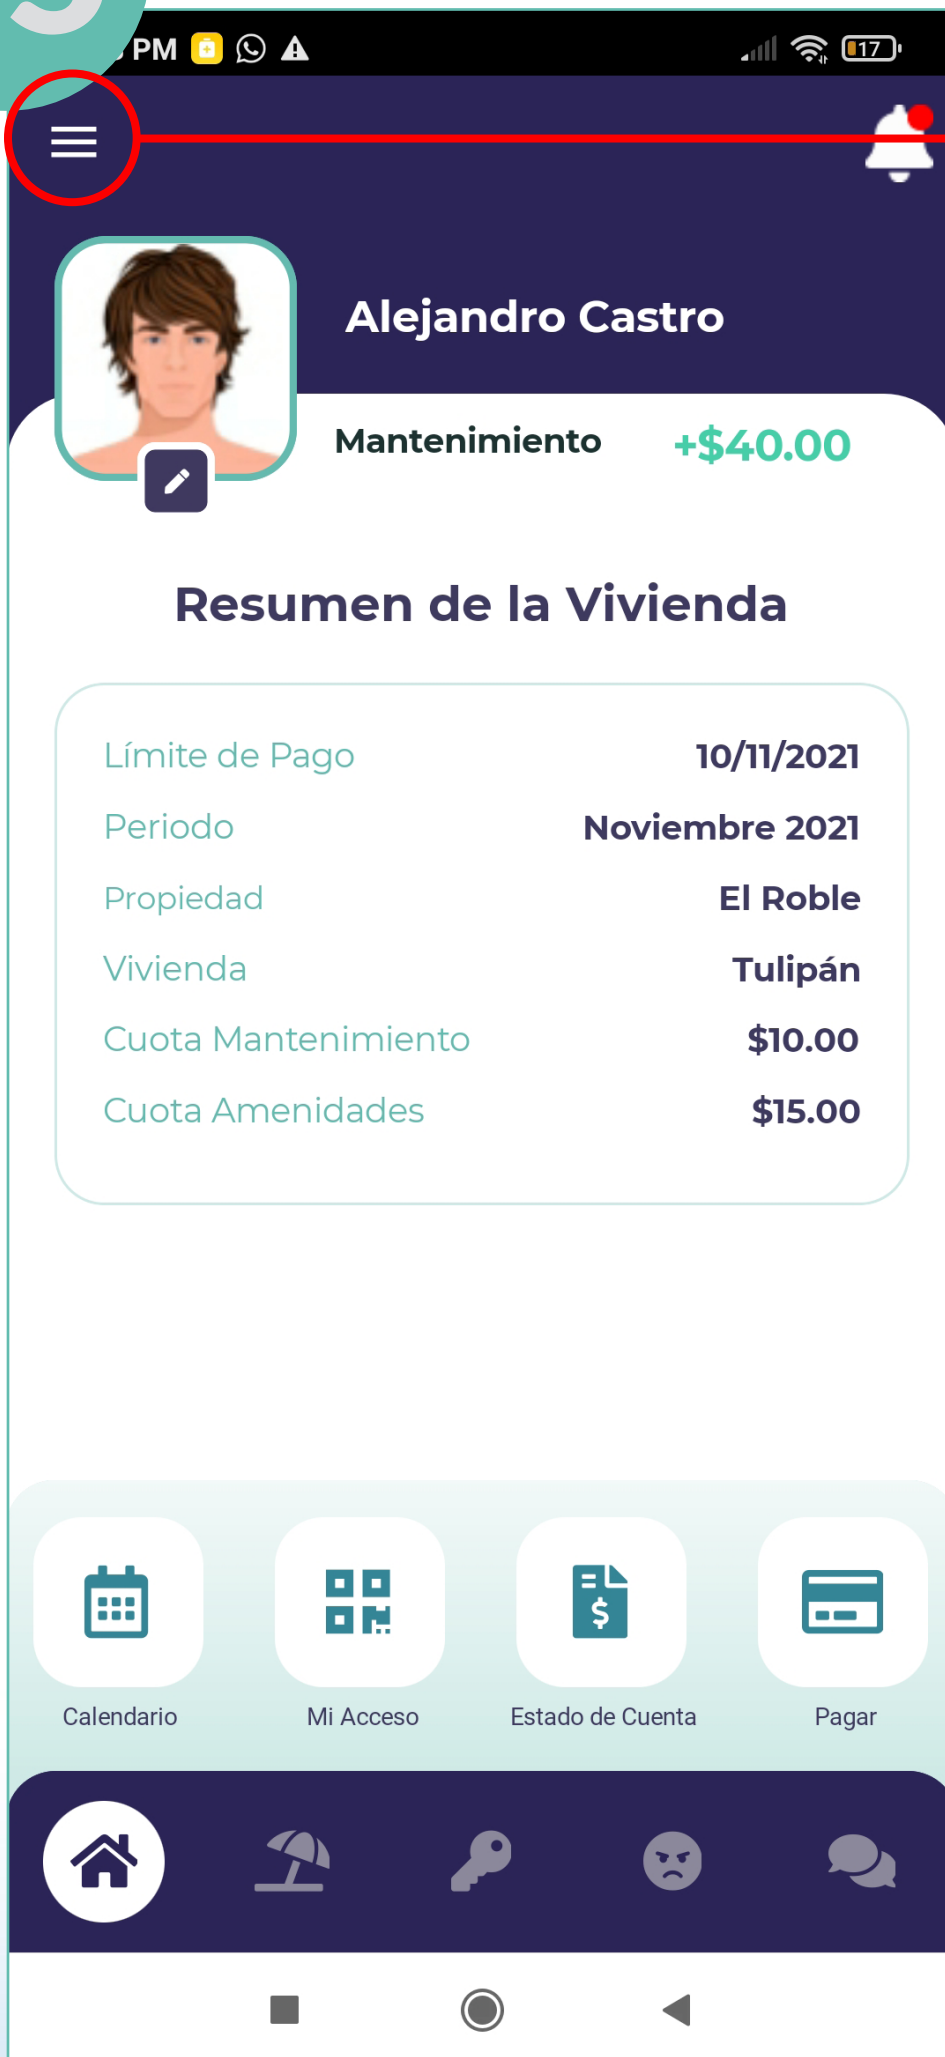 PM
17
Alejandro Castro
Mantenimiento +$40.00
Resumen de la Vivienda
Límite de Pago 10/11/2021
Periodo Noviembre 2021
Propiedad El Roble
Vivienda Tulipán
Cuota Mantenimiento $10.00
Cuota Amenidades $15.00
$
Calendario Mi Acceso Estado de Cuenta Pagar